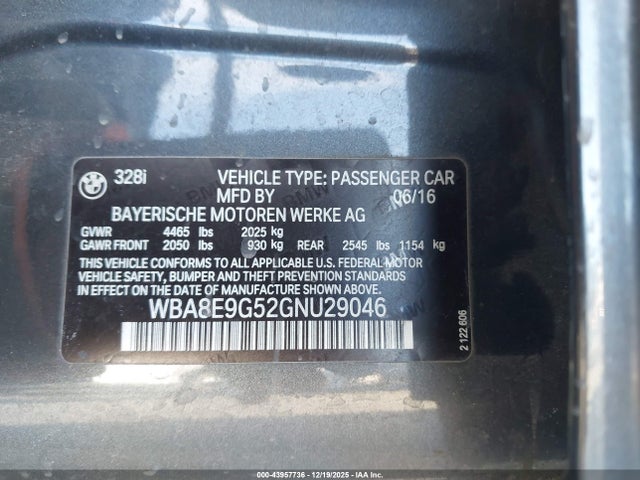 328i VEHICLE TYPE: PASSENGER CAR
MFD BY 06/16
BAYERISCHE MOTOREN WERKE AG
GVWR 4465 lbs 2025 kg
GAWR FRONT 2050 lbs 930 kg REAR 2545 lbs 1154 kg
THIS VEHICLE CONFORMS TO ALL APPLICABLE U.S. FEDERAL MOTOR
VEHICLE SAFETY, BUMPER AND THEFT PREVENTION STANDARDS IN
EFFECT ON THE DATE OF MANUFACTURE SHOWN ABOVE.
WBA8E9G52GNU29046
2 122 606
000-43957736 - 12/19/2025 - IAA Inc.